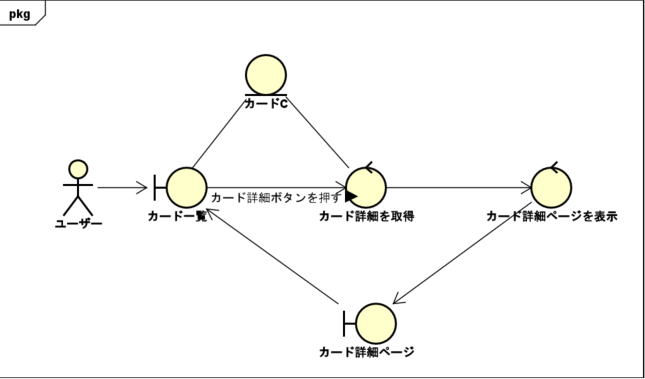 pkg
カードC
カード詳細ボタンを押す
ユーザー
カード一覧
カード詳細を取得
カード詳細ページを表示
カード詳細ページ